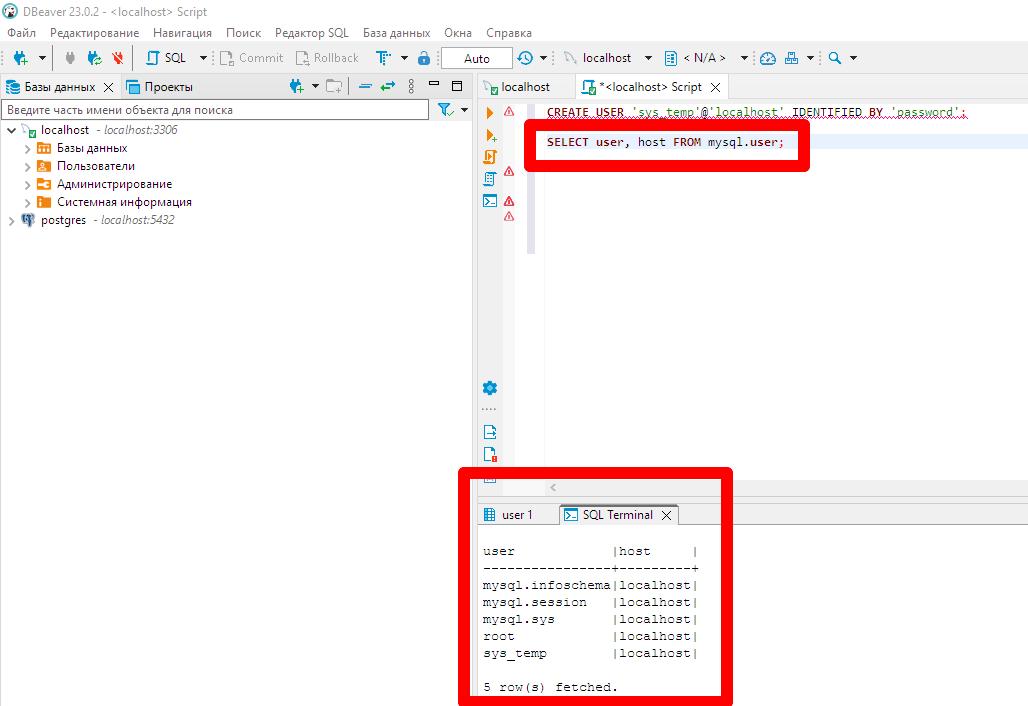 DBeaver 23.0.2 - <localhost> Script
Файл Редактирование Навигация Поиск Редактор SQL База данных Окна Справка
SQL Commit Rollback Auto localhost < N/A >
Базы данных Проекты
localhost *<localhost> Script
Введите часть имени объекта для поиска
localhost - localhost:3306
Базы данных
Пользователи
Администрирование
Системная информация
postgres - localhost:5432
CREATE USER 'sys_temp'@'localhost' IDENTIFIED BY 'password';
SELECT user, host FROM mysql.user;
user 1 SQL Terminal
user |host |
----------------+---------+
mysql.infoschema|localhost|
mysql.session |localhost|
mysql.sys |localhost|
root |localhost|
sys_temp |localhost|
5 row(s) fetched.